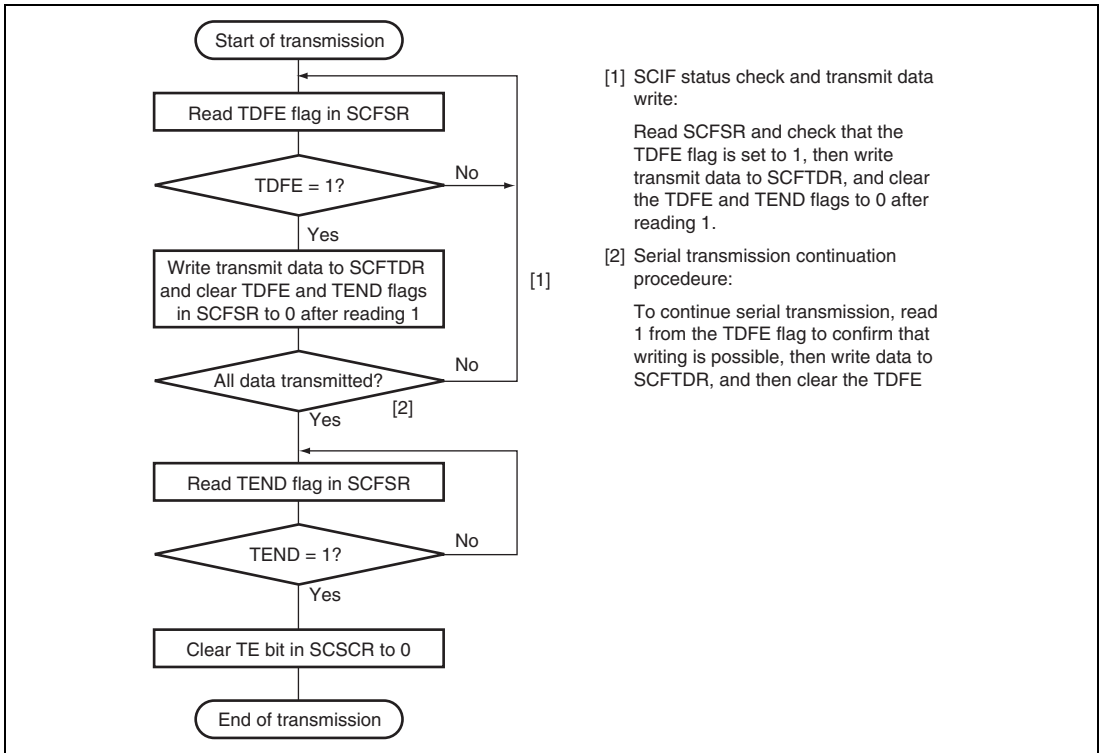 Start of transmission
Read TDFE flag in SCFSR
TDFE = 1?
No
Yes
Write transmit data to SCFTDR
and clear TDFE and TEND flags
in SCFSR to 0 after reading 1
[1]
All data transmitted?
No
[2]
Yes
Read TEND flag in SCFSR
TEND = 1?
No
Yes
Clear TE bit in SCSCR to 0
End of transmission
[1] SCIF status check and transmit data
write:
Read SCFSR and check that the
TDFE flag is set to 1, then write
transmit data to SCFTDR, and clear
the TDFE and TEND flags to 0 after
reading 1.
[2] Serial transmission continuation
procedeure:
To continue serial transmission, read
1 from the TDFE flag to confirm that
writing is possible, then write data to
SCFTDR, and then clear the TDFE